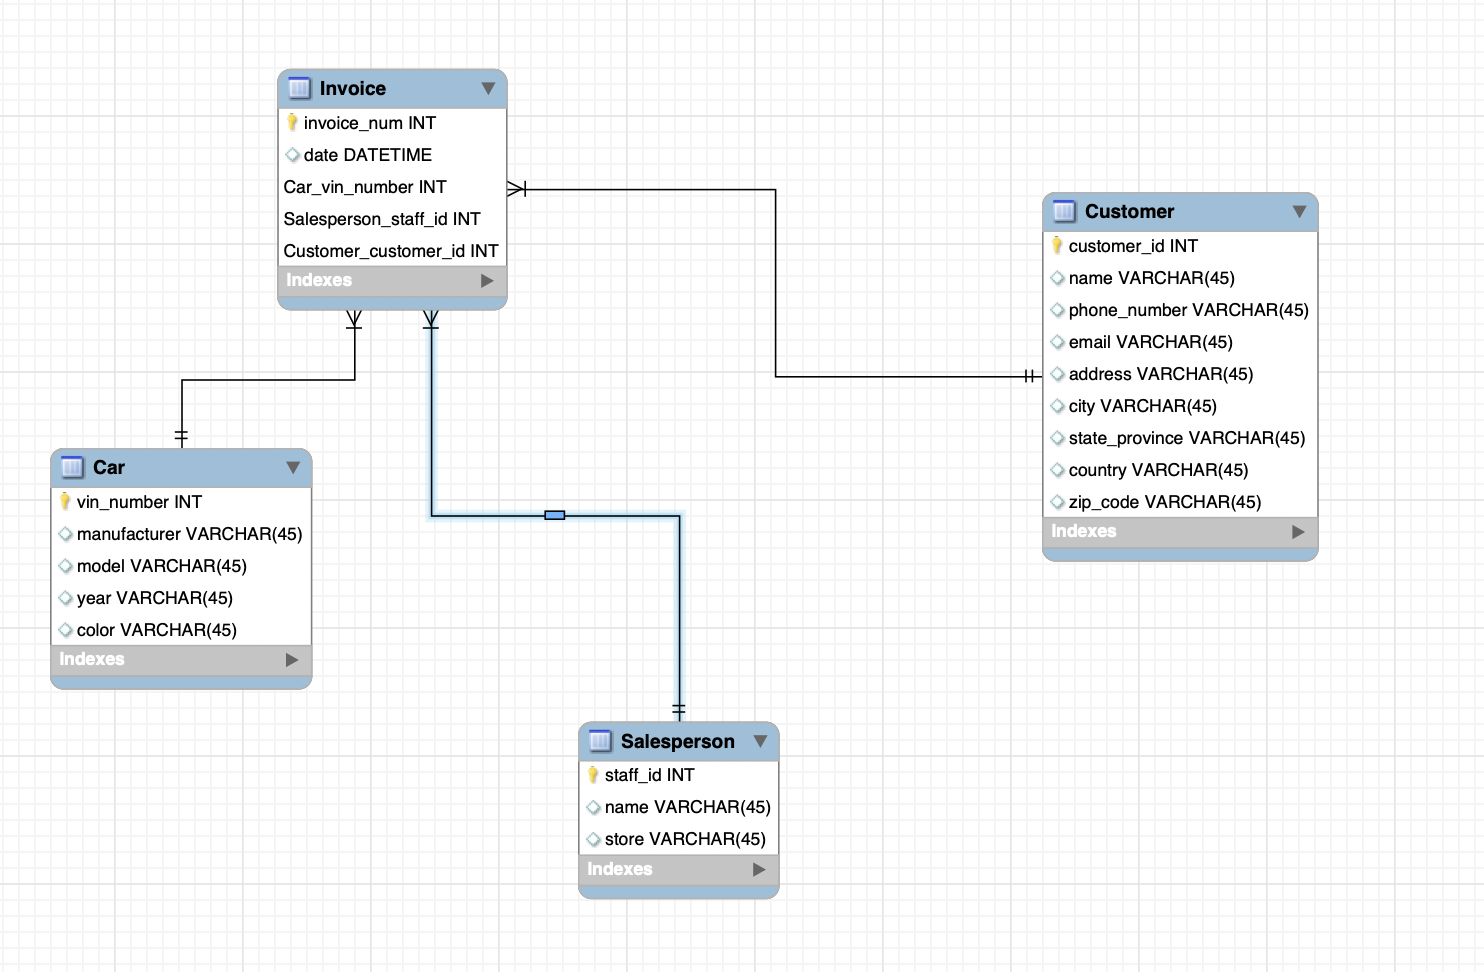 Invoice
invoice_num INT
date DATETIME
Car_vin_number INT
Salesperson_staff_id INT
Customer_customer_id INT
Indexes
Customer
customer_id INT
name VARCHAR(45)
phone_number VARCHAR(45)
email VARCHAR(45)
address VARCHAR(45)
city VARCHAR(45)
state_province VARCHAR(45)
country VARCHAR(45)
zip_code VARCHAR(45)
Indexes
Car
vin_number INT
manufacturer VARCHAR(45)
model VARCHAR(45)
year VARCHAR(45)
color VARCHAR(45)
Indexes
Salesperson
staff_id INT
name VARCHAR(45)
store VARCHAR(45)
Indexes